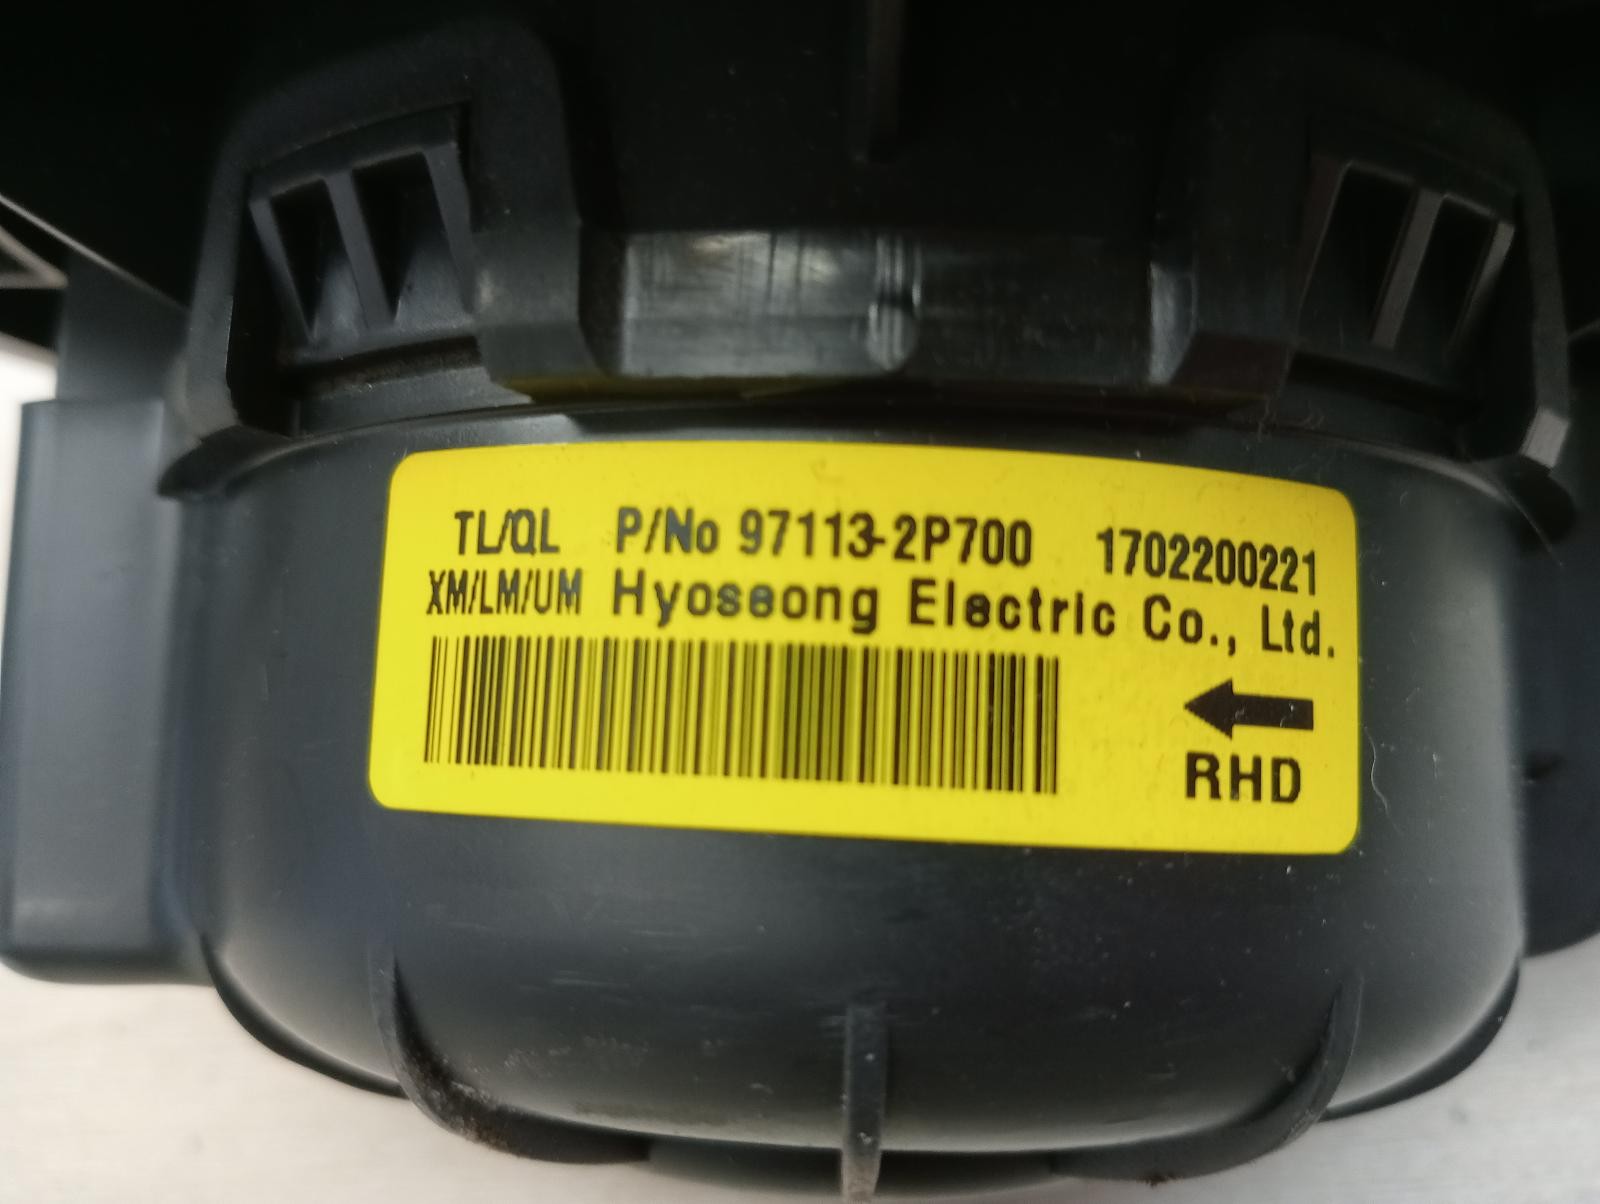 TL/QL P/No 97113-2P700 1702200221
XM/LM/UM Hyoseong Electric Co., Ltd.
RHD